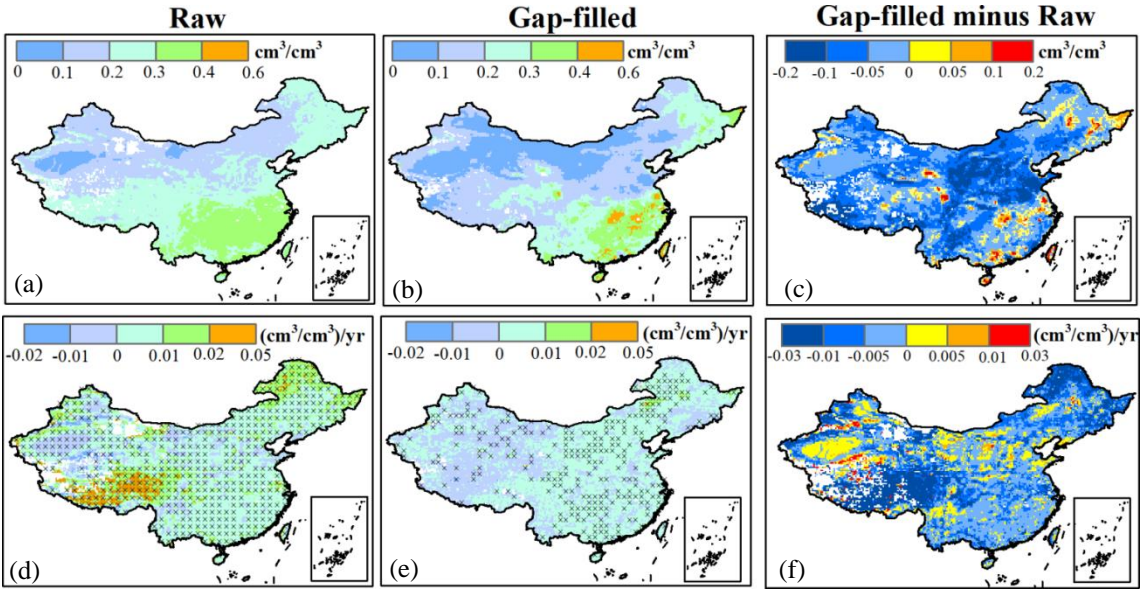 Raw
Gap-filled
Gap-filled minus Raw
cm³/cm³
0 0.1 0.2 0.3 0.4 0.6
(a)
cm³/cm³
0 0.1 0.2 0.3 0.4 0.6
(b)
cm³/cm³
-0.2 -0.1 -0.05 0 0.05 0.1 0.2
(c)
(cm³/cm³)/yr
-0.02 -0.01 0 0.01 0.02 0.05
(d)
(cm³/cm³)/yr
-0.02 -0.01 0 0.01 0.02 0.05
(e)
(cm³/cm³)/yr
-0.03 -0.01 -0.005 0 0.005 0.01 0.03
(f)